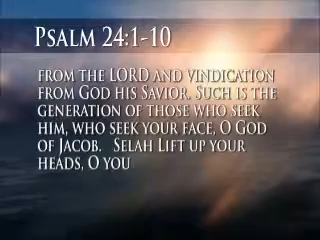 Psalm 24:1-10
from the LORD and vindication
from God his Savior. Such is the
generation of those who seek
him, who seek your face, O God
of Jacob.   Selah Lift up your
heads, O you